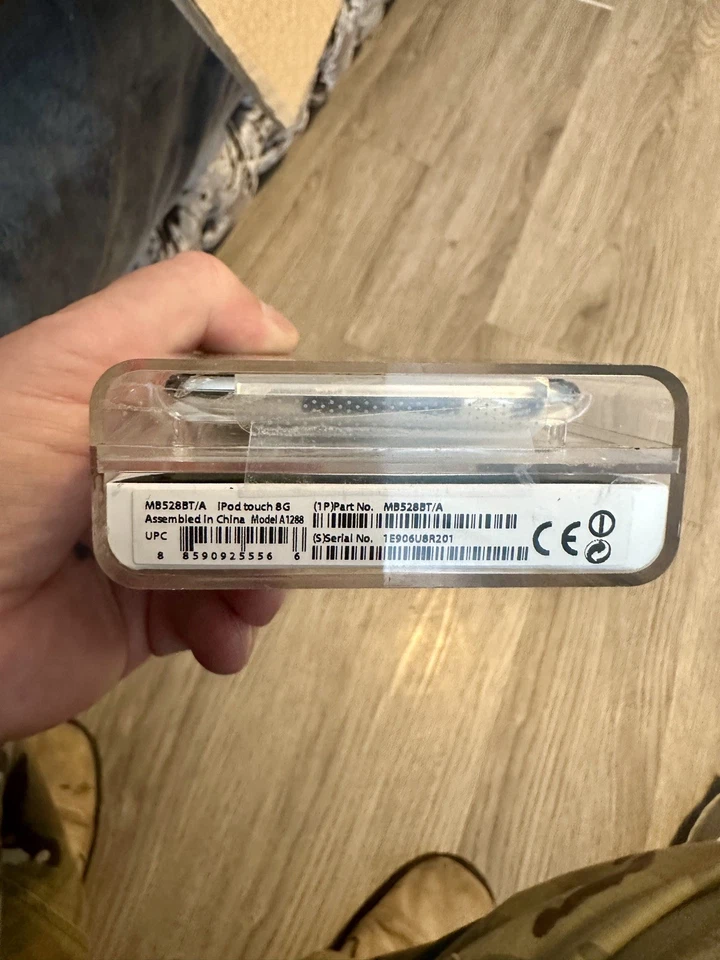 MB528BT/A iPod touch 8G
Assembled in China Model A1288
UPC
8 8590925556 6
(1P)Part No. MB528BT/A
(S)Serial No. 1E906U8R201
CE